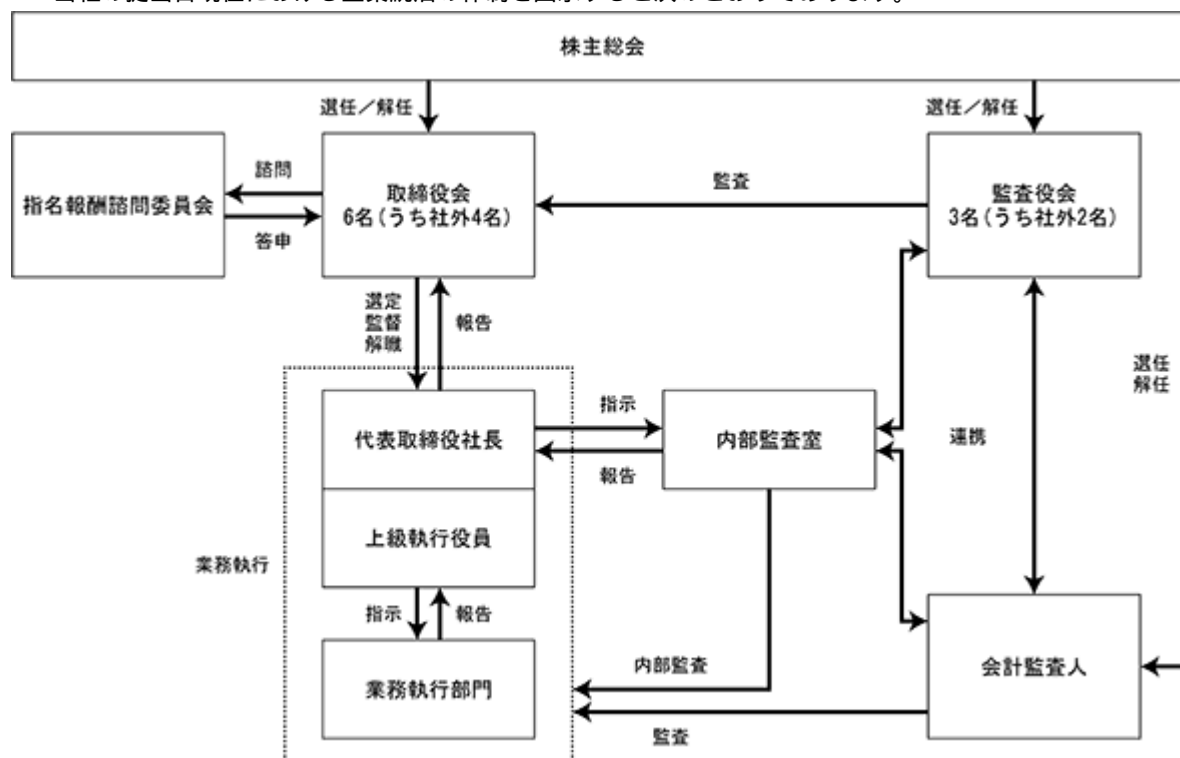 株主総会
選任／解任
選任／解任
指名報酬諮問委員会
諮問
答申
取締役会
6名(うち社外4名)
監査
監査役会
3名(うち社外2名)
選定
監督
解職
報告
選任
解任
代表取締役社長
指示
報告
内部監査室
連携
上級執行役員
業務執行
指示
報告
業務執行部門
内部監査
監査
会計監査人